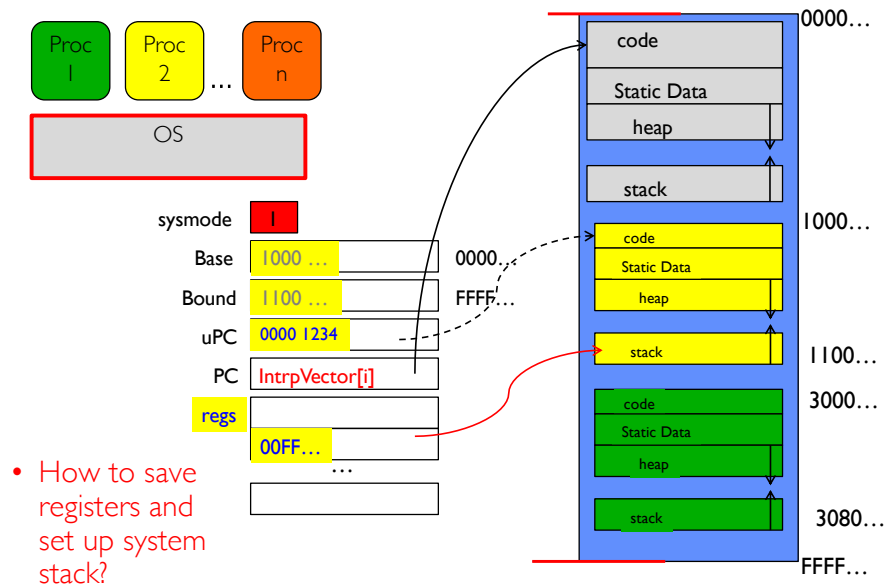 Proc
1
Proc
2
...
Proc
n
OS
sysmode
1
Base
1000 ...
0000...
Bound
1100 ...
FFFF...
uPC
0000 1234
PC
IntrpVector[i]
regs
00FF...
...
• How to save
registers and
set up system
stack?
code
Static Data
heap
stack
code
Static Data
heap
stack
code
Static Data
heap
stack
0000...
1000...
1100...
3000...
3080...
FFFF...